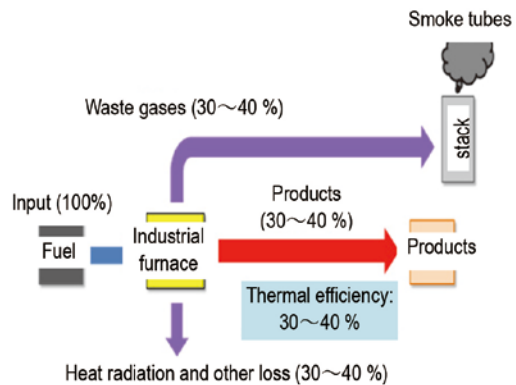 Smoke tubes
Waste gases (30～40 %)
stack
Input (100%)
Fuel
Industrial
furnace
Products
(30～40 %)
Products
Thermal efficiency:
30～40 %
Heat radiation and other loss (30～40 %)